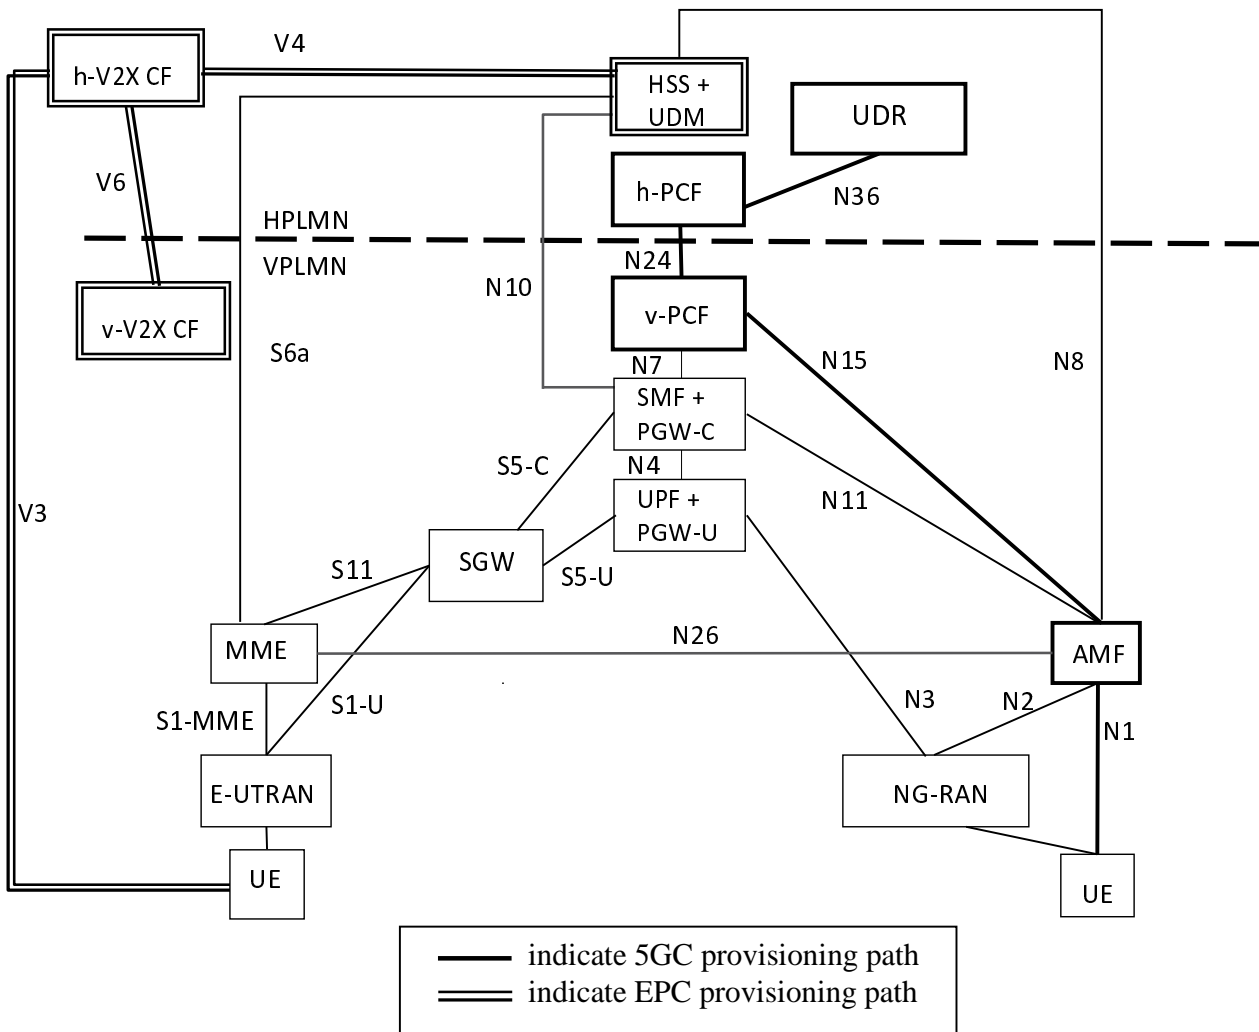 V4
h-V2X CF
HSS +
UDM
UDR
V6
h-PCF
N36
HPLMN
VPLMN
N24
N10
v-PCF
v-V2X CF
S6a
N7
N15
N8
SMF +
PGW-C
S5-C
N4
N11
UPF +
PGW-U
V3
SGW
S11
S5-U
MME
N26
AMF
S1-MME
S1-U
N3
N2
N1
E-UTRAN
NG-RAN
UE
UE
indicate 5GC provisioning path
indicate EPC provisioning path